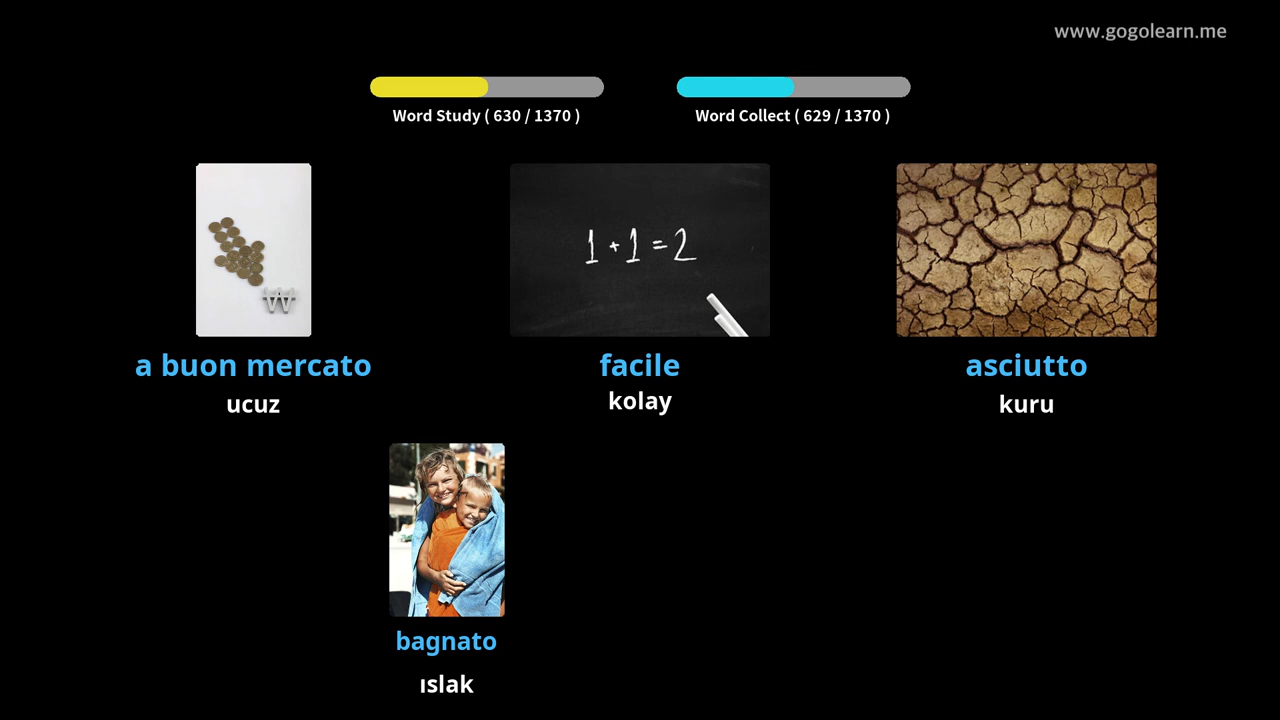 www.gogolearn.me
Word Study ( 630 / 1370 )
Word Collect ( 629 / 1370 )
1 + 1 = 2
₩
a buon mercato
facile
asciutto
ucuz
kolay
kuru
bagnato
ıslak